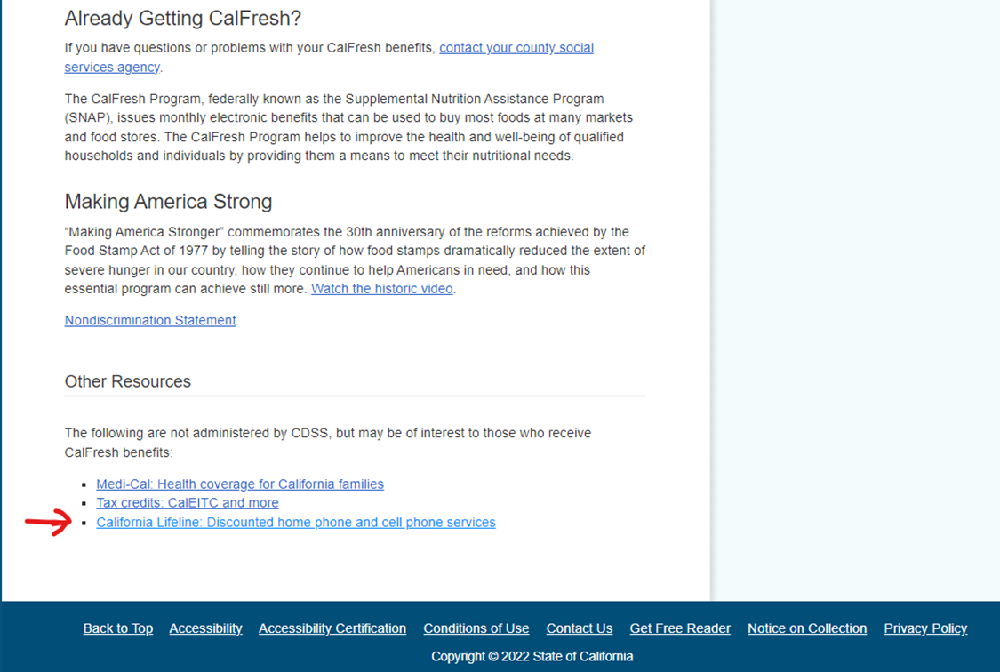 Already Getting CalFresh?
If you have questions or problems with your CalFresh benefits, contact your county social
services agency.
The CalFresh Program, federally known as the Supplemental Nutrition Assistance Program
(SNAP), issues monthly electronic benefits that can be used to buy most foods at many markets
and food stores. The CalFresh Program helps to improve the health and well-being of qualified
households and individuals by providing them a means to meet their nutritional needs.
Making America Strong
“Making America Stronger” commemorates the 30th anniversary of the reforms achieved by the
Food Stamp Act of 1977 by telling the story of how food stamps dramatically reduced the extent of
severe hunger in our country, how they continue to help Americans in need, and how this
essential program can achieve still more. Watch the historic video.
Nondiscrimination Statement
Other Resources
The following are not administered by CDSS, but may be of interest to those who receive
CalFresh benefits:
Medi-Cal: Health coverage for California families
Tax credits: CalEITC and more
California Lifeline: Discounted home phone and cell phone services
Back to Top Accessibility Accessibility Certification Conditions of Use Contact Us Get Free Reader Notice on Collection Privacy Policy
Copyright © 2022 State of California